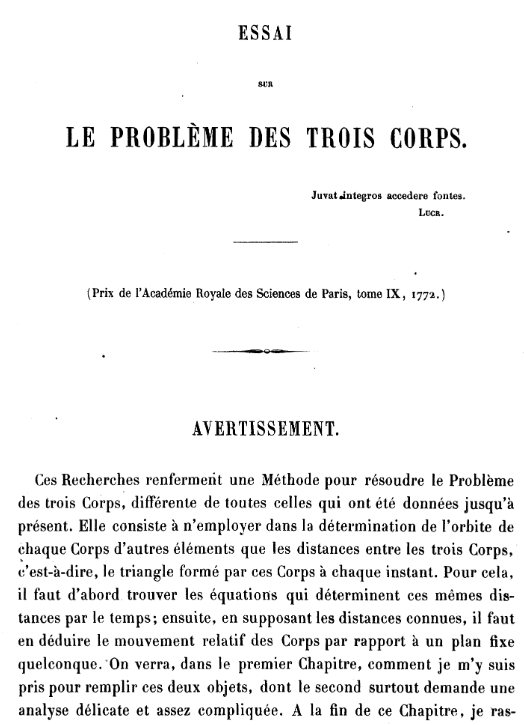 ESSAI
SUR
LE PROBLÈME DES TROIS CORPS.
Juvat integros accedere fontes.
Lucr.
(Prix de l'Académie Royale des Sciences de Paris, tome IX, 1772.)
AVERTISSEMENT.
Ces Recherches renferment une Méthode pour résoudre le Problème
des trois Corps, différente de toutes celles qui ont été données jusqu'à
présent. Elle consiste à n'employer dans la détermination de l'orbite de
chaque Corps d'autres éléments que les distances entre les trois Corps,
c'est-à-dire, le triangle formé par ces Corps à chaque instant. Pour cela,
il faut d'abord trouver les équations qui déterminent ces mêmes dis-
tances par le temps; ensuite, en supposant les distances connues, il faut
en déduire le mouvement relatif des Corps par rapport à un plan fixe
quelconque. On verra, dans le premier Chapitre, comment je m'y suis
pris pour remplir ces deux objets, dont le second surtout demande une
analyse délicate et assez compliquée. A la fin de ce Chapitre, je ras-